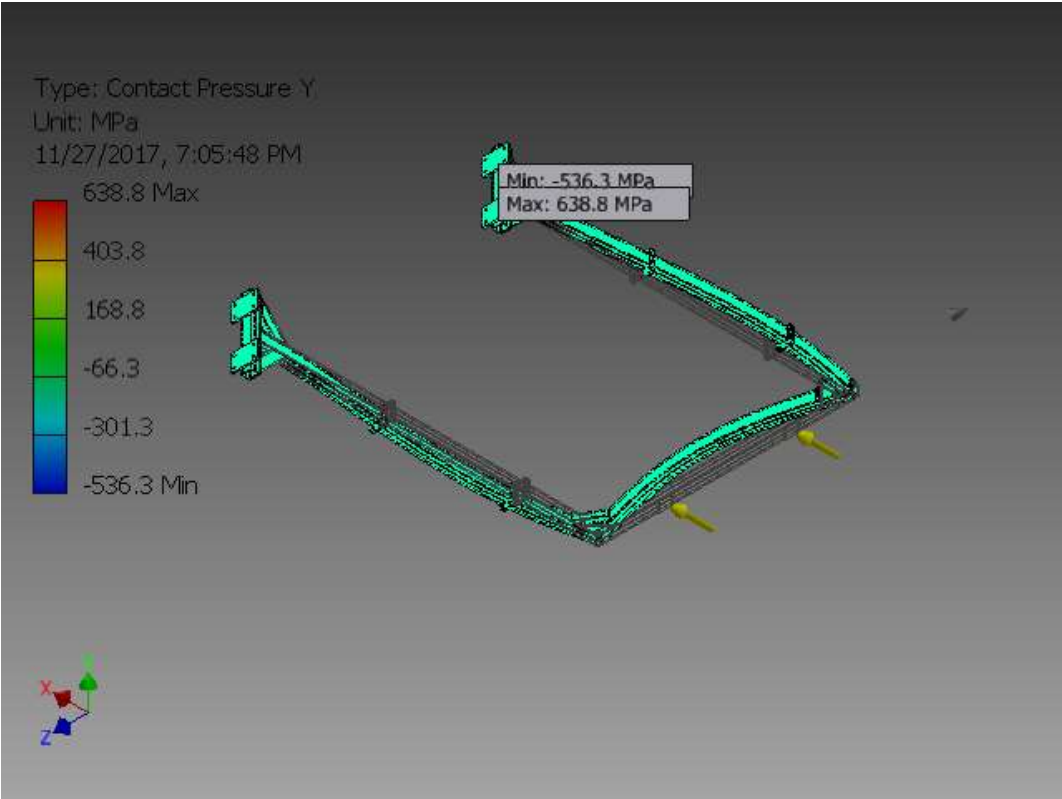 Type: Contact Pressure Y
Unit: MPa
11/27/2017, 7:05:48 PM
638.8 Max
403.8
168.8
-66.3
-301.3
-536.3 Min
Min: -536.3 MPa
Max: 638.8 MPa
X
Z